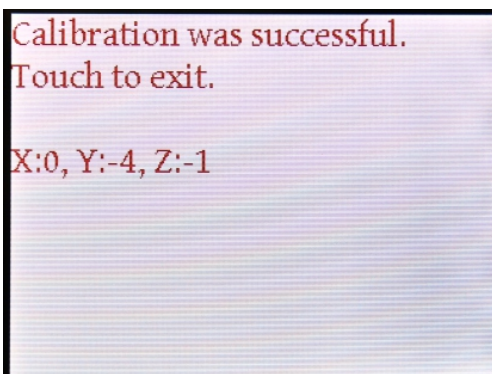 Calibration was successful.
Touch to exit.
X:0, Y:-4, Z:-1